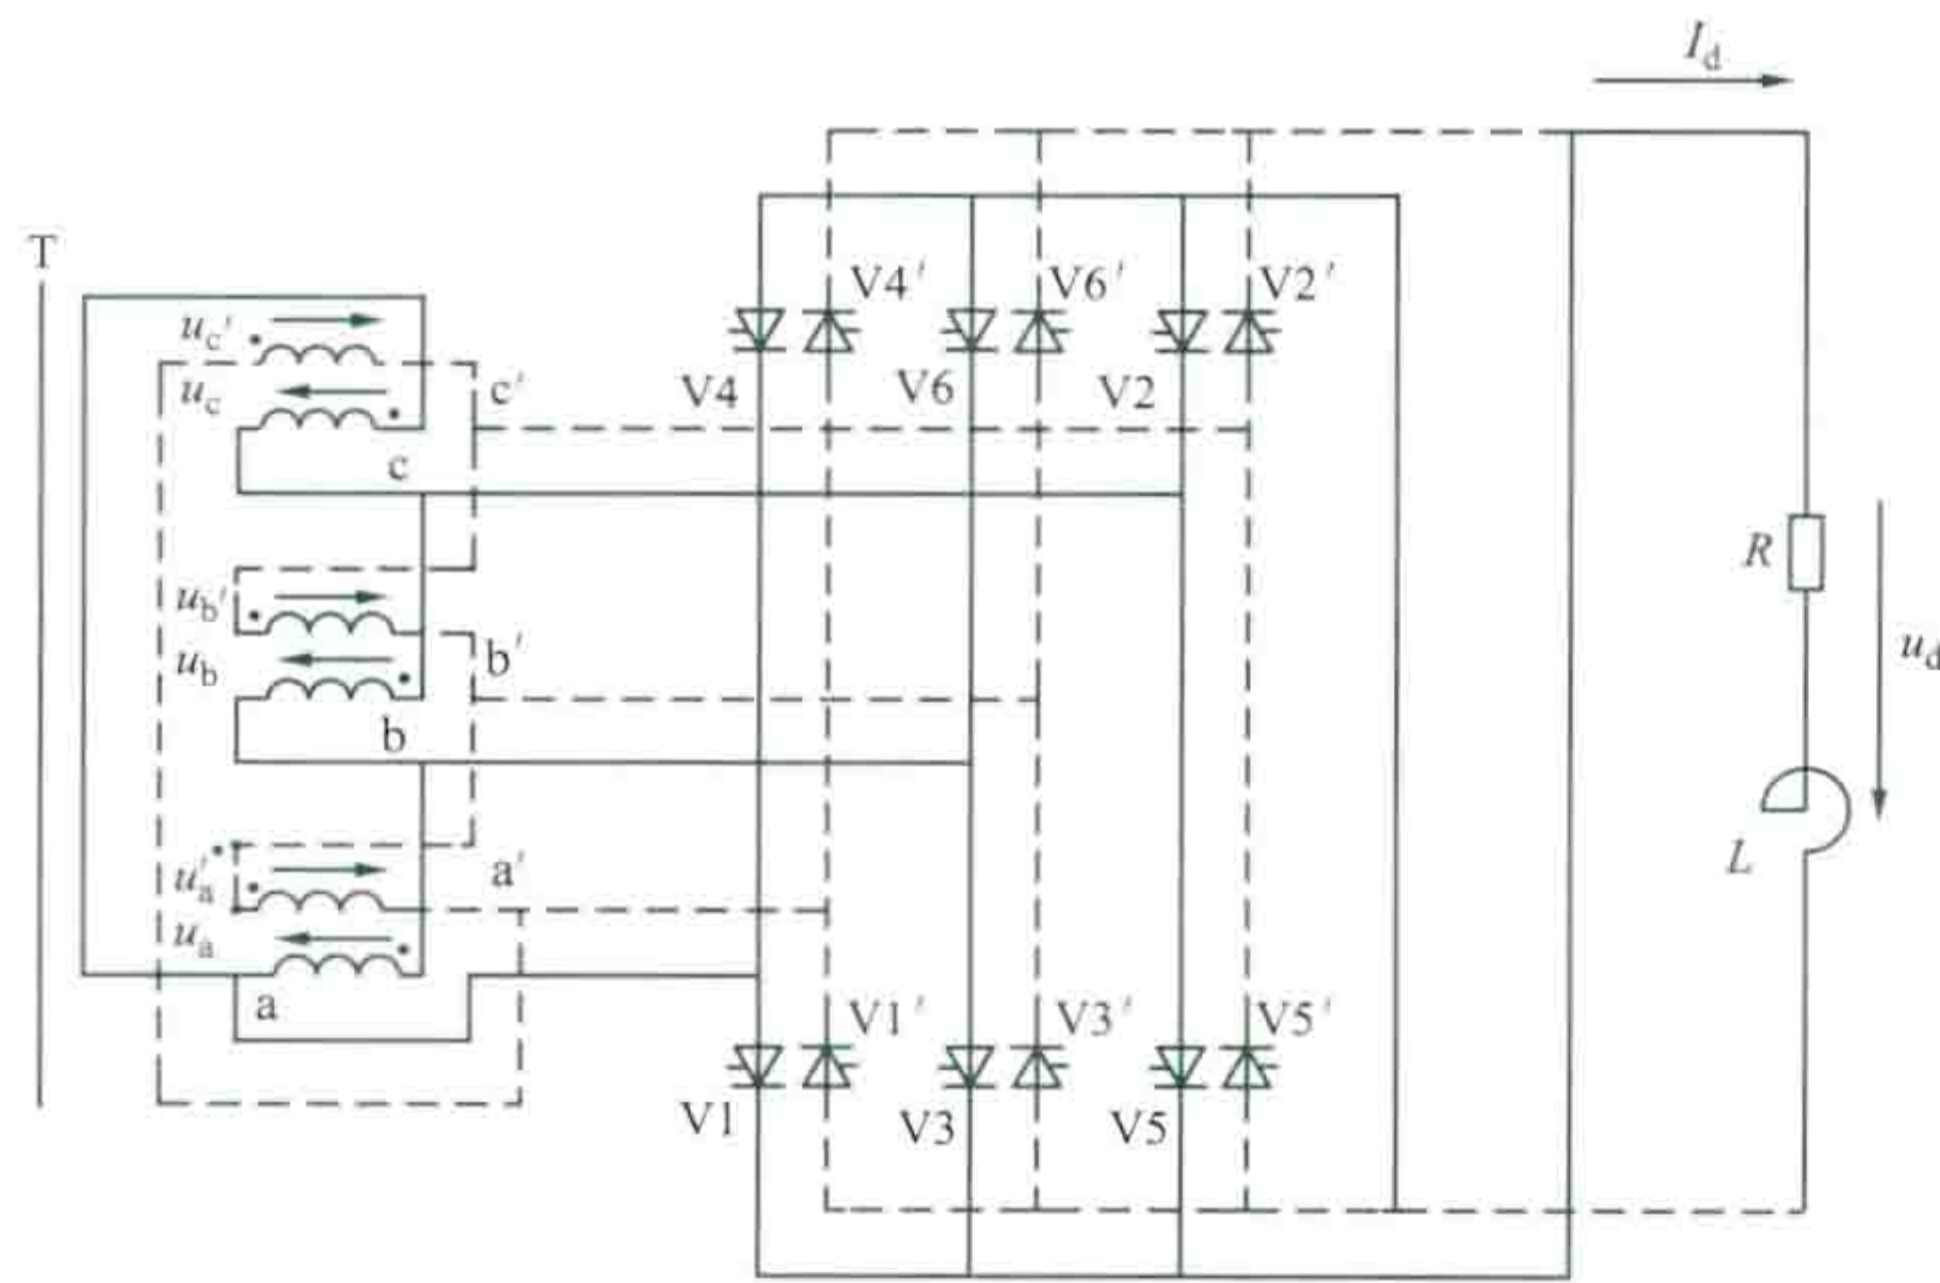 I_d
T
V4′ V6′ V2′
u_c′
u_c c′ V4 V6 V2
c
R
u_b′
u_b b′ u_d
b
u_a′ a′
L
u_a
a V1′ V3′ V5′
V1 V3 V5